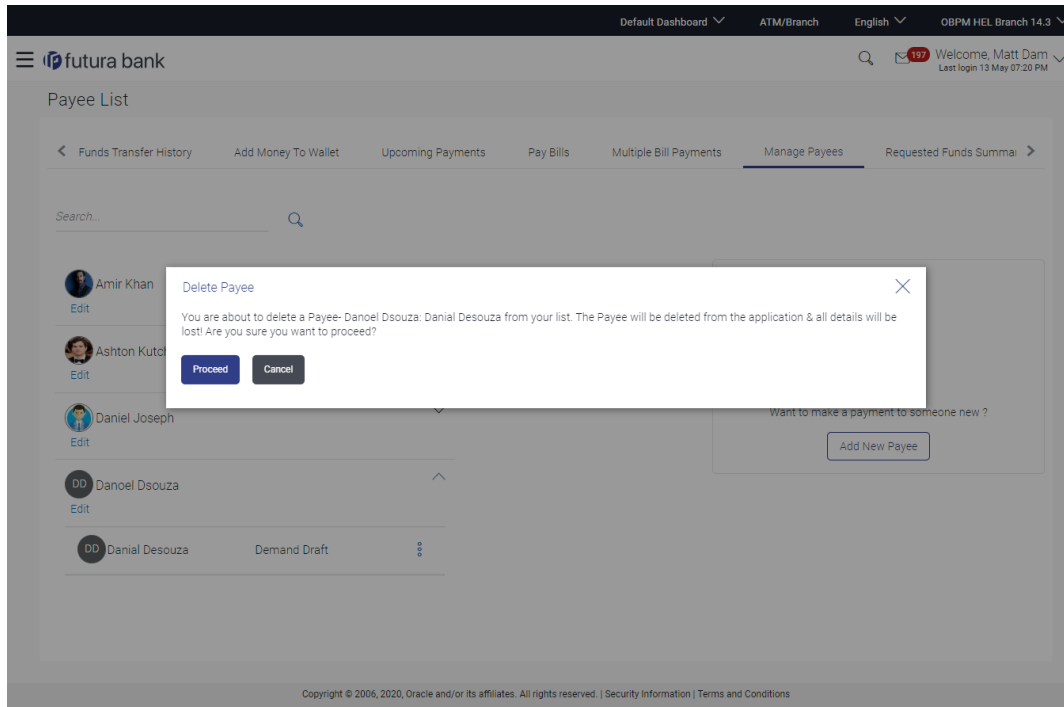 Default Dashboard ATM/Branch English OBPM HEL Branch 14.3
futura bank 197 Welcome, Matt Dam
Last login 13 May 07:20 PM
Payee List
Funds Transfer History Add Money To Wallet Upcoming Payments Pay Bills Multiple Bill Payments Manage Payees Requested Funds Summar
Search...
Amir Khan
Edit
Delete Payee
You are about to delete a Payee- Danoel Dsouza: Danial Desouza from your list. The Payee will be deleted from the application & all details will be
lost! Are you sure you want to proceed?
Proceed Cancel
Ashton Kutch
Edit
Daniel Joseph
Edit
Want to make a payment to someone new ?
Add New Payee
DD Danoel Dsouza
Edit
DD Danial Desouza Demand Draft
Copyright © 2006, 2020, Oracle and/or its affiliates. All rights reserved. | Security Information | Terms and Conditions